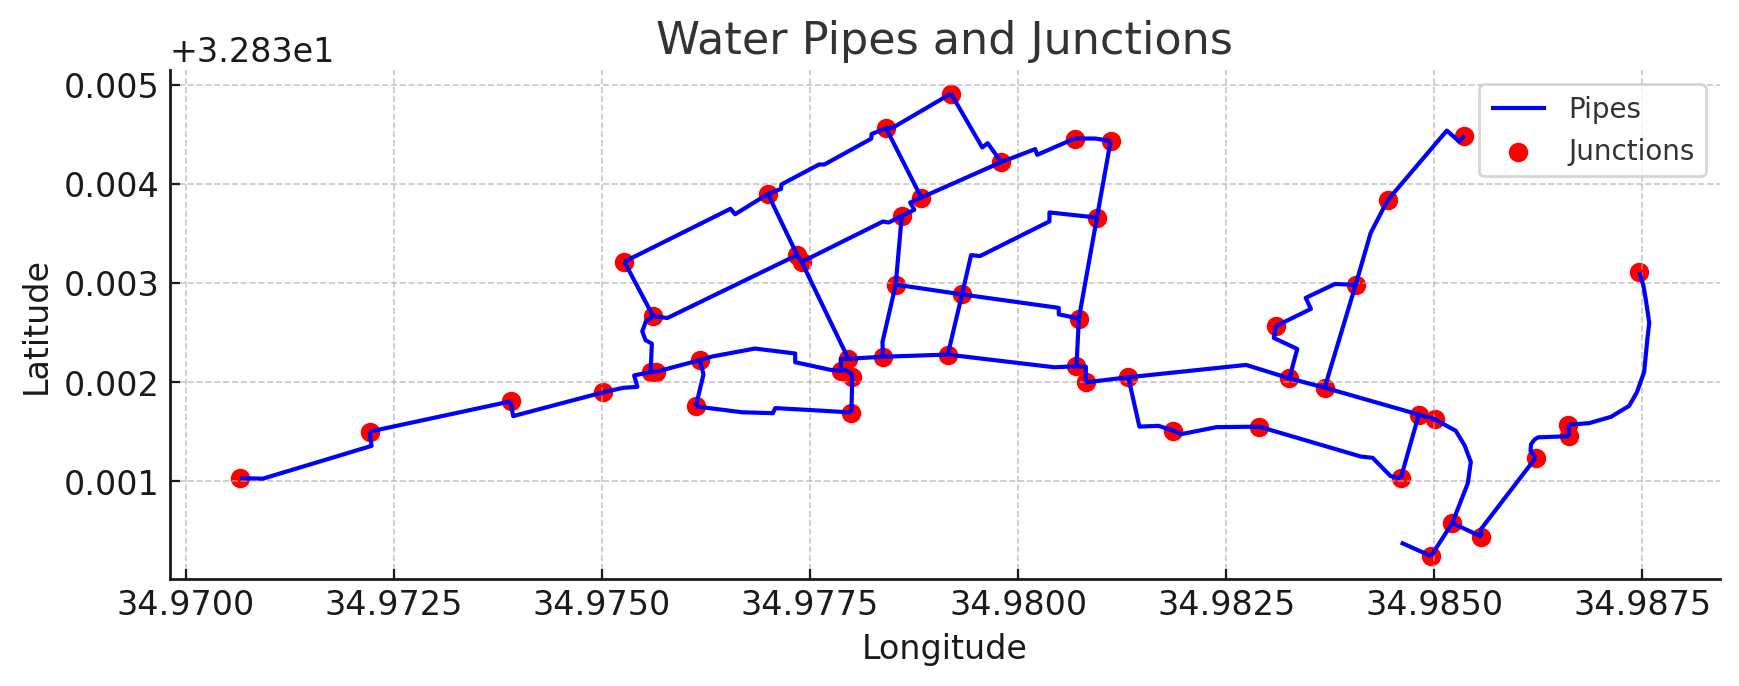 Water Pipes and Junctions
+3.283e1
0.005
0.004
0.003
0.002
0.001
Latitude
Pipes
Junctions
34.9700 34.9725 34.9750 34.9775 34.9800 34.9825 34.9850 34.9875
Longitude